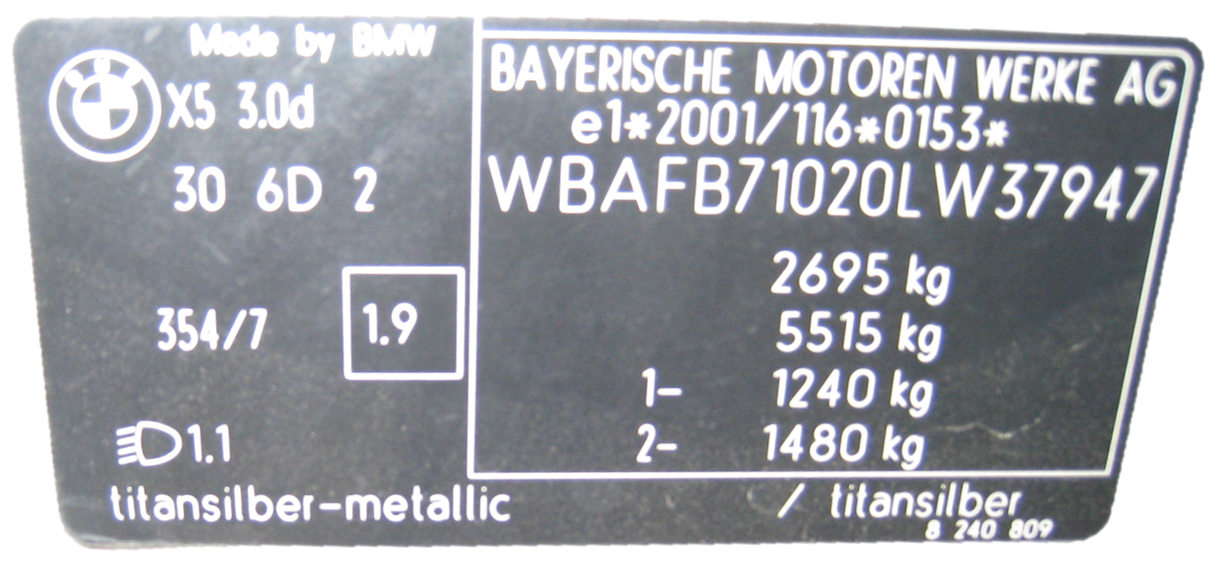 Made by BMW
X5 3.0d
30 6D 2
354/7
1.9
1.1
BAYERISCHE MOTOREN WERKE AG
e1*2001/116*0153*
WBAFB71020LW37947
2695 kg
5515 kg
1- 1240 kg
2- 1480 kg
titansilber-metallic / titansilber
8 240 809